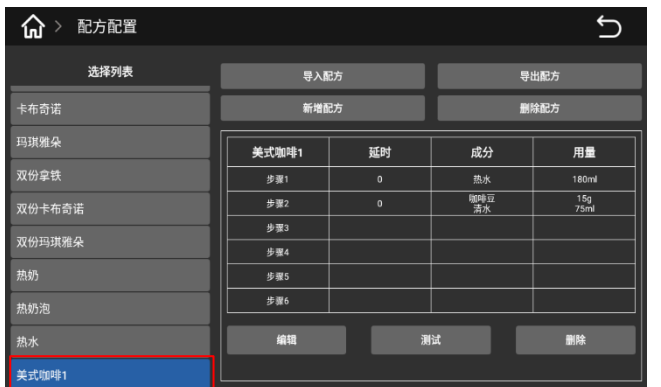 配方配置
选择列表
卡布奇诺
玛琪雅朵
双份拿铁
双份卡布奇诺
双份玛琪雅朵
热奶
热奶泡
热水
美式咖啡1
导入配方 导出配方
新增配方 删除配方
美式咖啡1 延时 成分 用量
步骤1 0 热水 180ml
步骤2 0 咖啡豆 15g
清水 75ml
步骤3
步骤4
步骤5
步骤6
编辑 测试 删除